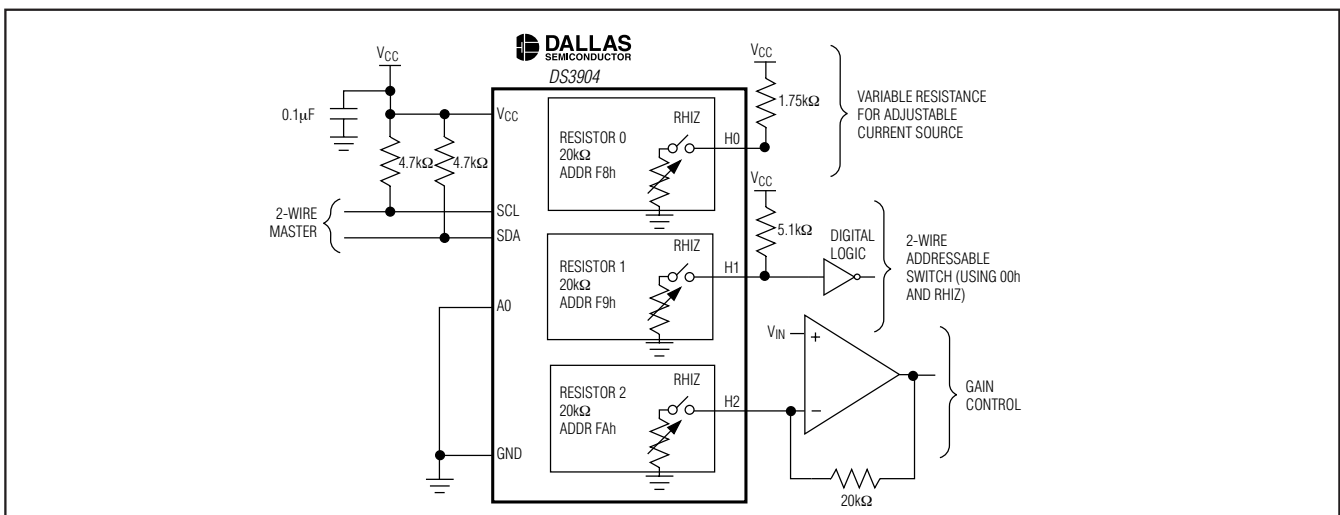 DALLAS
SEMICONDUCTOR
DS3904
VCC
0.1µF
4.7kΩ
4.7kΩ
2-WIRE
MASTER
VCC
SCL
SDA
A0
GND
RESISTOR 0
20kΩ
ADDR F8h
RHIZ
H0
RESISTOR 1
20kΩ
ADDR F9h
RHIZ
H1
RESISTOR 2
20kΩ
ADDR FAh
RHIZ
H2
VCC
1.75kΩ
VARIABLE RESISTANCE
FOR ADJUSTABLE
CURRENT SOURCE
VCC
5.1kΩ
DIGITAL
LOGIC
2-WIRE
ADDRESSABLE
SWITCH (USING 00h
AND RHIZ)
VIN
+
−
20kΩ
GAIN
CONTROL